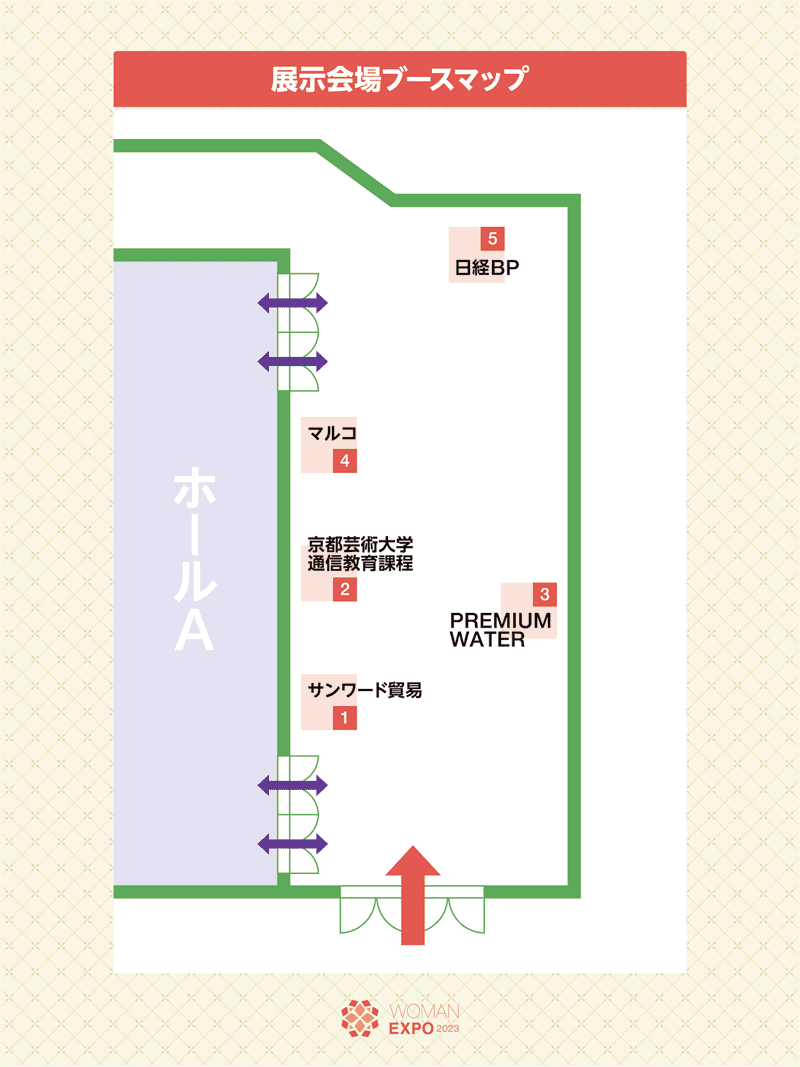 展示会場ブースマップ
5
日経BP
マルコ
4
ホールA
京都芸術大学
通信教育課程
2
3
PREMIUM
WATER
サンワード貿易
1
WOMAN
EXPO 2023